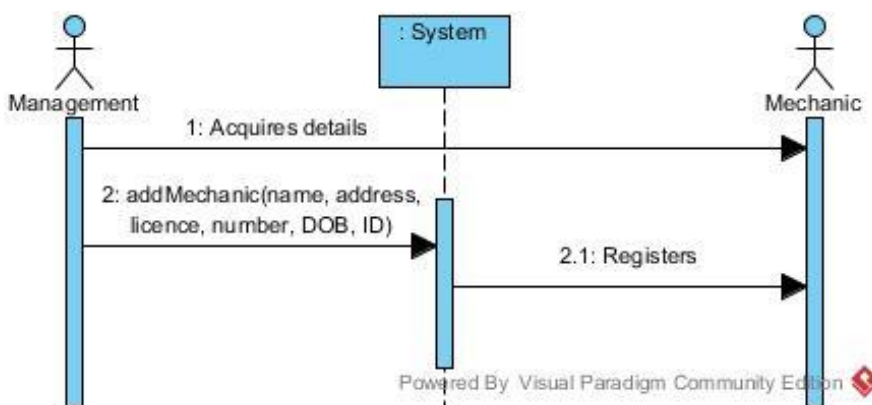 : System
Management
Mechanic
1: Acquires details
2: addMechanic(name, address,
licence, number, DOB, ID)
2.1: Registers
Powered By Visual Paradigm Community Edition